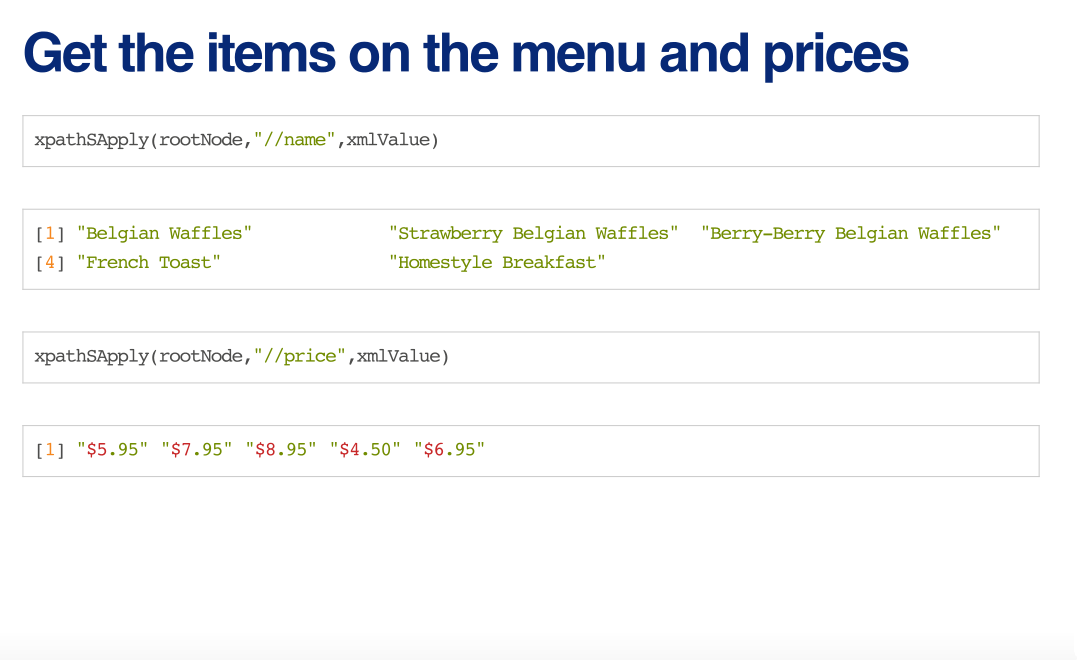 Get the items on the menu and prices
xpathSApply(rootNode,"//name",xmlValue)
[1] "Belgian Waffles"             "Strawberry Belgian Waffles"  "Berry-Berry Belgian Waffles"
[4] "French Toast"                "Homestyle Breakfast"
xpathSApply(rootNode,"//price",xmlValue)
[1] "$5.95" "$7.95" "$8.95" "$4.50" "$6.95"